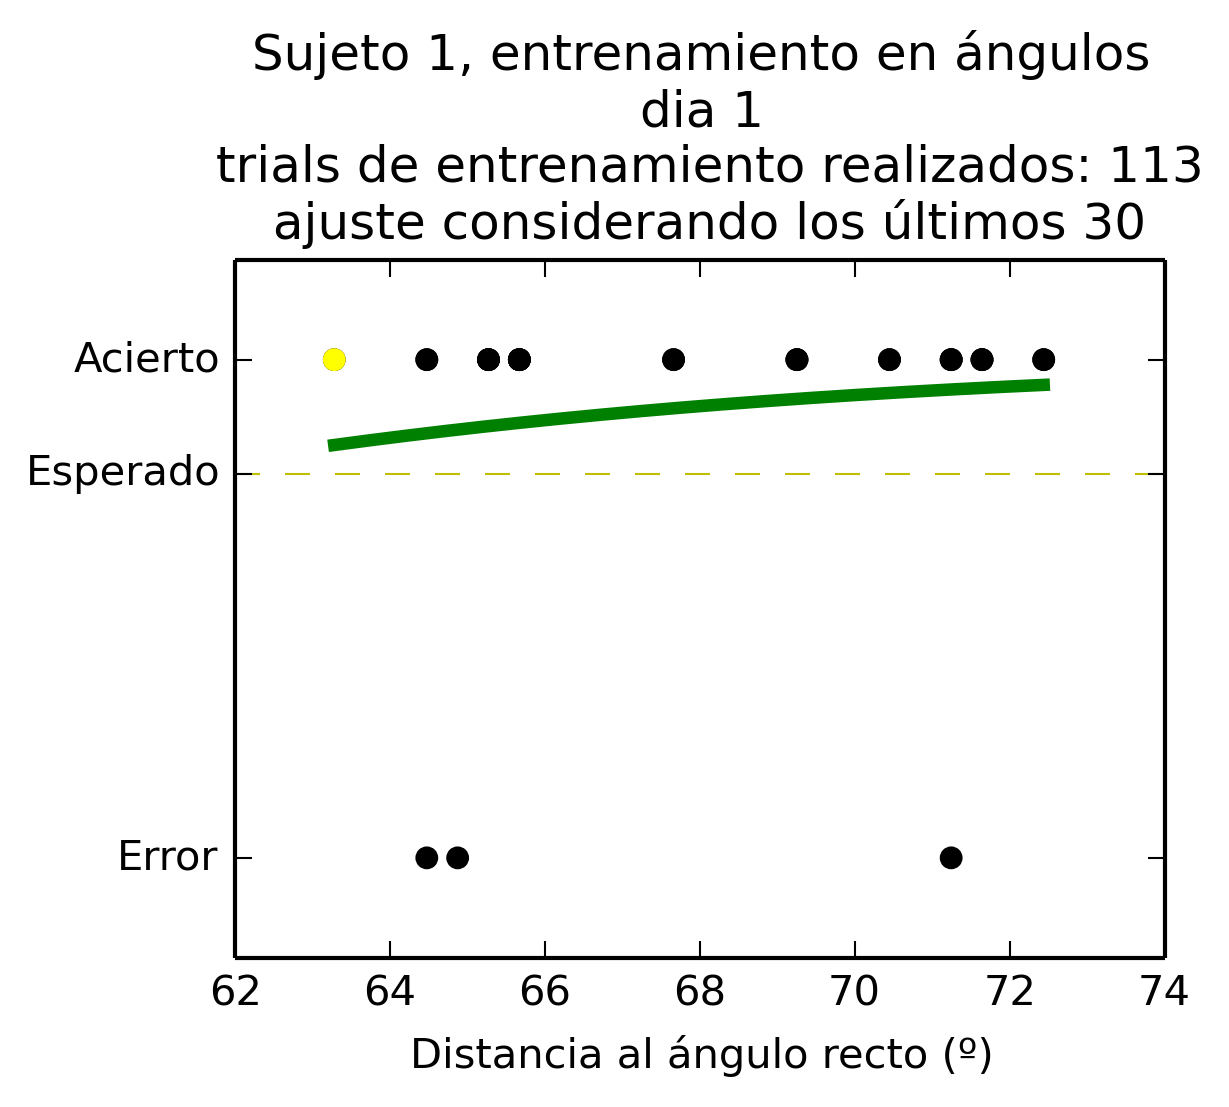 Sujeto 1, entrenamiento en ángulos
dia 1
trials de entrenamiento realizados: 113
ajuste considerando los últimos 30
Acierto
Esperado
Error
62 64 66 68 70 72 74
Distancia al ángulo recto (º)